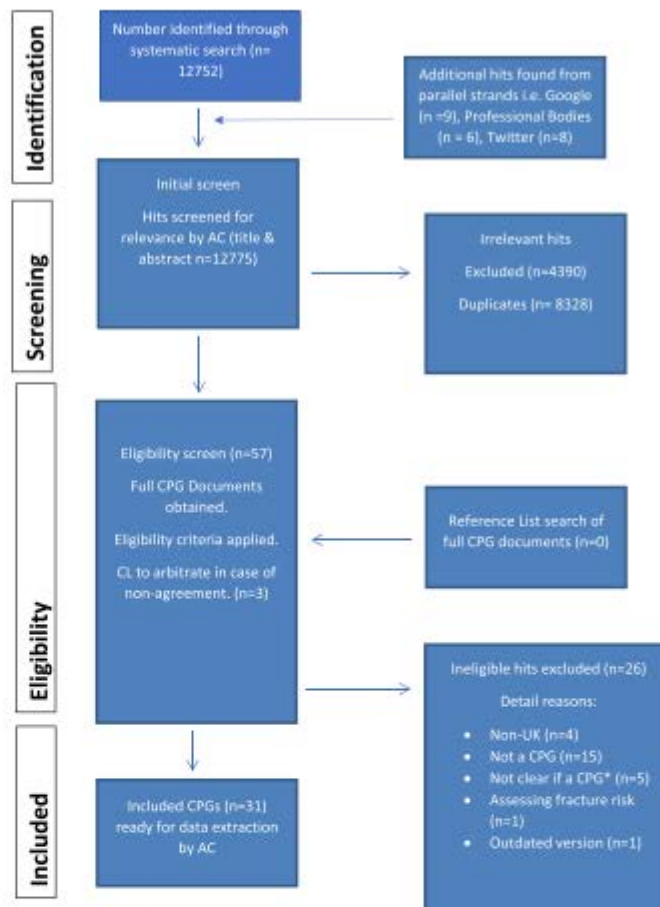 Identification
Number identified through
systematic search (n=
12752)
Additional hits found from
parallel strands i.e. Google
(n =9), Professional Bodies
(n = 6), Twitter (n=8)
Initial screen
Hits screened for
relevance by AC (title &
abstract n=12775)
Screening
Irrelevant hits
Excluded (n=4390)
Duplicates (n= 8328)
Eligibility
Eligibility screen (n=57)
Full CPG Documents
obtained.
Eligibility criteria applied.
CL to arbitrate in case of
non-agreement. (n=3)
Reference List search of
full CPG documents (n=0)
Ineligible hits excluded (n=26)
Detail reasons:
• Non-UK (n=4)
• Not a CPG (n=15)
• Not clear if a CPG* (n=5)
• Assessing fracture risk
(n=1)
• Outdated version (n=1)
Included
Included CPGs (n=31)
ready for data extraction
by AC